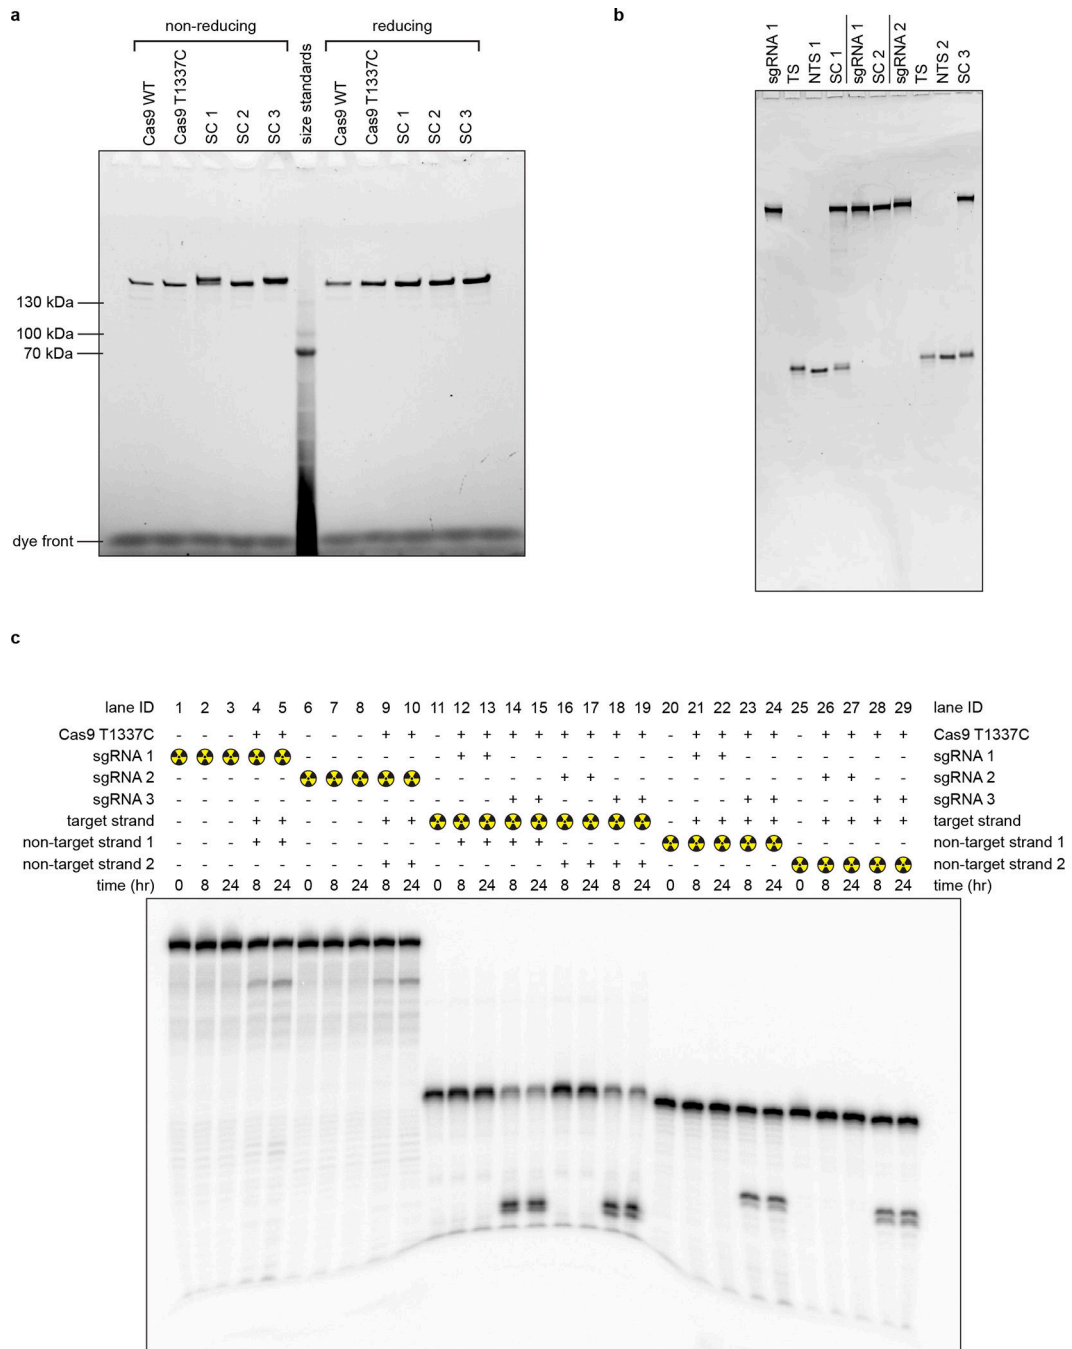 a
non-reducing
reducing
Cas9 WT
Cas9 T1337C
SC 1
SC 2
SC 3
size standards
Cas9 WT
Cas9 T1337C
SC 1
SC 2
SC 3
130 kDa
100 kDa
70 kDa
dye front
b
sgRNA 1
TS
NTS 1
SC 1
sgRNA 1
SC 2
sgRNA 2
TS
NTS 2
SC 3
c
lane ID 1 2 3 4 5 6 7 8 9 10 11 12 13 14 15 16 17 18 19 20 21 22 23 24 25 26 27 28 29 lane ID
Cas9 T1337C - - - + + - - - + + - + + + + + + + + - + + + + - + + + + Cas9 T1337C
sgRNA 1 - - - - - - + + - - - - - - - + + - - - - - - - sgRNA 1
sgRNA 2 - - - - - - - - - - + + - - - - - - - - + + - - sgRNA 2
sgRNA 3 - - - - - - - - - - - - - + + - - + + - - - + + - - - + + sgRNA 3
target strand - - - + + - - - + + - + + + + - + + + + target strand
non-target strand 1 - - - + + - - - - - - + + + + - - - - - - - - - non-target strand 1
non-target strand 2 - - - - - - - - + + - - - - - + + + + - - - - - non-target strand 2
time (hr) 0 8 24 8 24 0 8 24 8 24 0 8 24 8 24 8 24 8 24 0 8 24 8 24 0 8 24 8 24 time (hr)